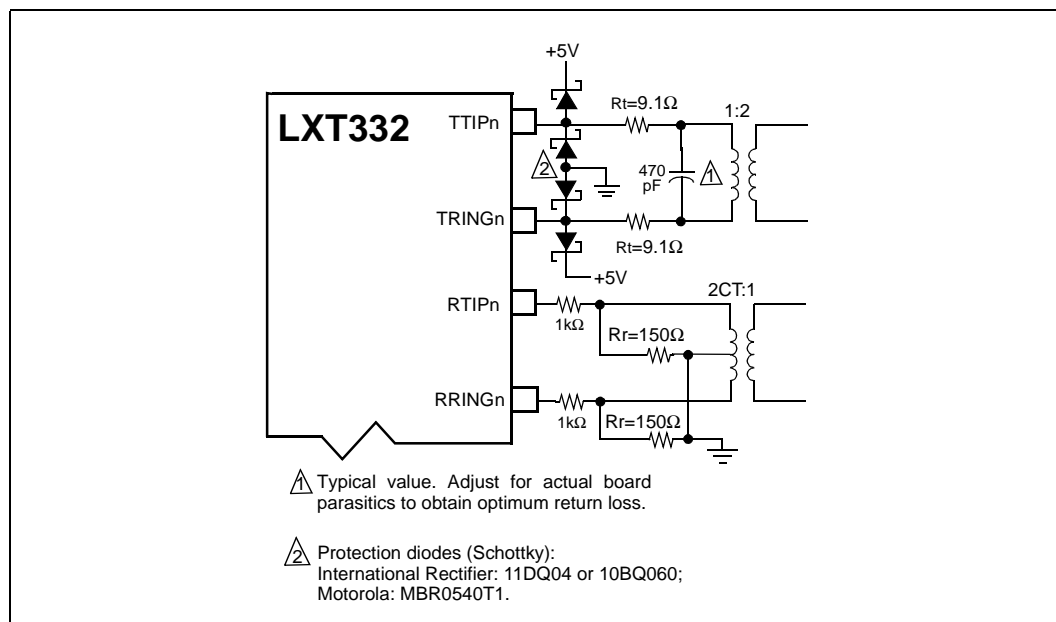 +5V
LXT332
TTIPn
Rt=9.1Ω
1:2
2
470
pF
1
TRINGn
Rt=9.1Ω
+5V
RTIPn
1kΩ
2CT:1
Rr=150Ω
RRINGn
1kΩ
Rr=150Ω
1 Typical value. Adjust for actual board
parasitics to obtain optimum return loss.
2 Protection diodes (Schottky):
International Rectifier: 11DQ04 or 10BQ060;
Motorola: MBR0540T1.